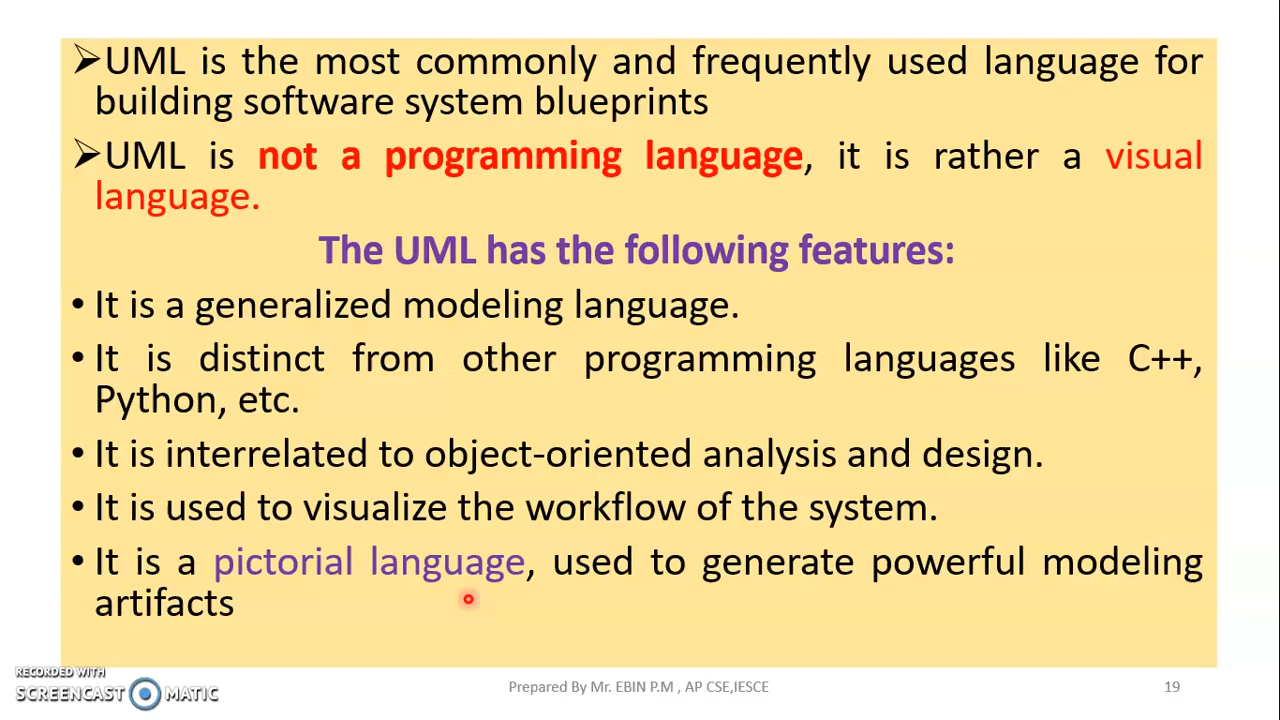 ➢UML is the most commonly and frequently used language for
building software system blueprints
➢UML is not a programming language, it is rather a visual
language.
The UML has the following features:
• It is a generalized modeling language.
• It is distinct from other programming languages like C++,
Python, etc.
• It is interrelated to object-oriented analysis and design.
• It is used to visualize the workflow of the system.
• It is a pictorial language, used to generate powerful modeling
artifacts
RECORDED WITH
SCREENCAST MATIC
Prepared By Mr. EBIN P.M , AP CSE,IESCE
19